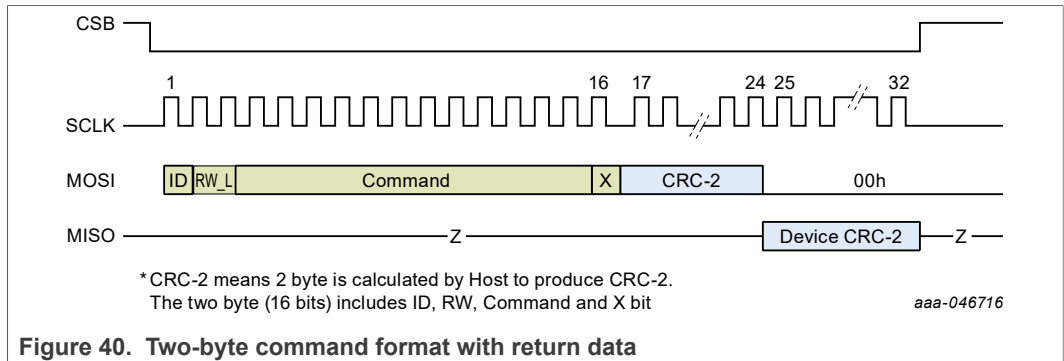 CSB
1 16 17 24 25 32
SCLK
MOSI ID RW_L Command X CRC-2 00h
MISO Z Device CRC-2 Z
* CRC-2 means 2 byte is calculated by Host to produce CRC-2.
The two byte (16 bits) includes ID, RW, Command and X bit
aaa-046716
Figure 40. Two-byte command format with return data